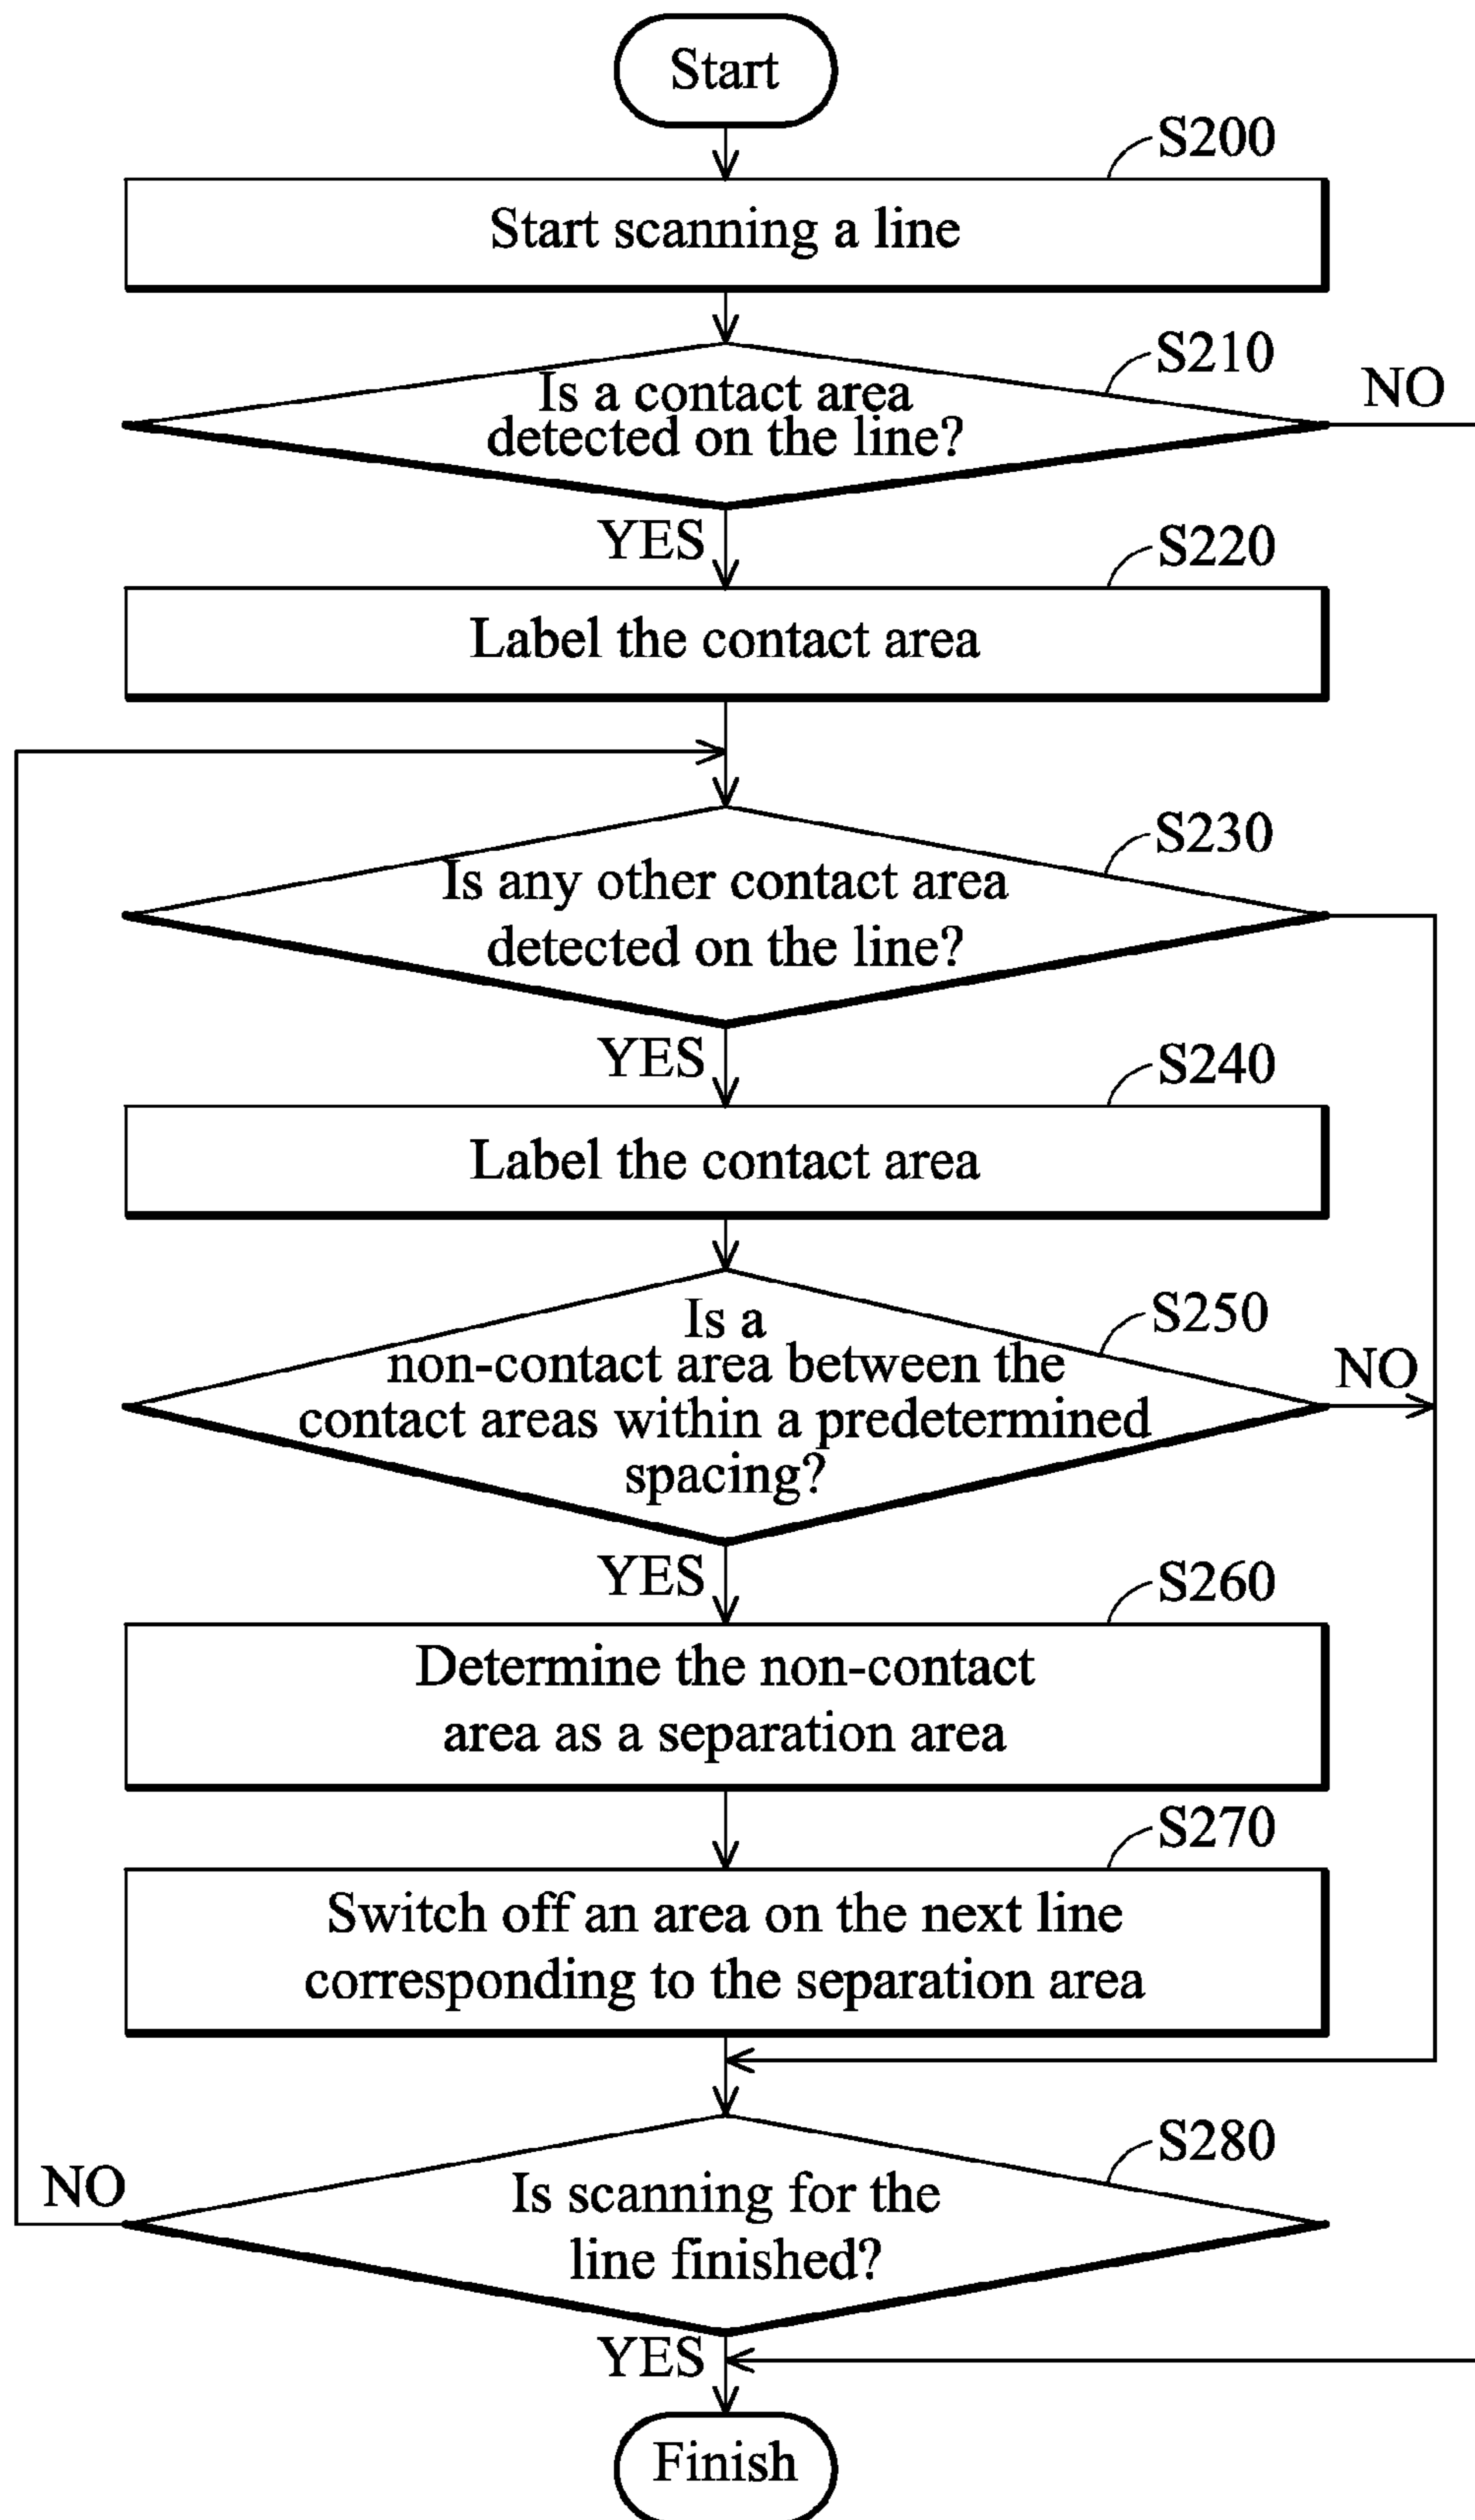 Start
S200
Start scanning a line
S210
NO
Is a contact area
detected on the line?
YES
S220
Label the contact area
S230
Is any other contact area
detected on the line?
YES
S240
Label the contact area
S250
Is a
non-contact area between the
NO
contact areas within a predetermined
spacing?
YES
S260
Determine the non-contact
area as a separation area
S270
Switch off an area on the next line
corresponding to the separation area
S280
NO
Is scanning for the
line finished?
YES
Finish